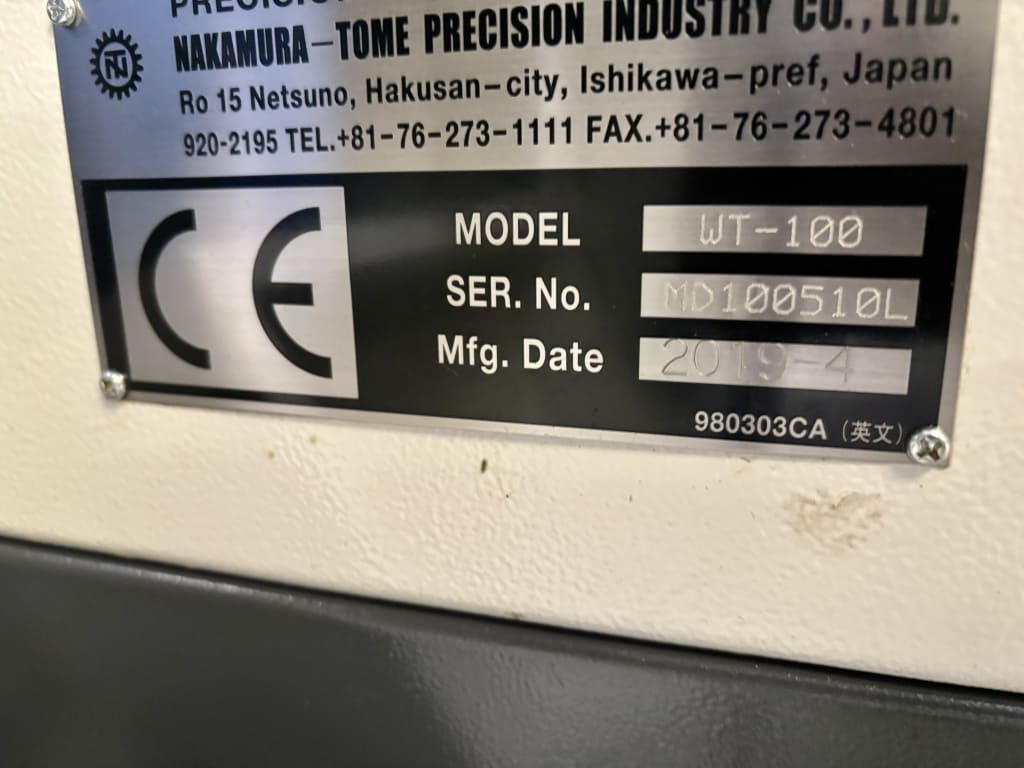 NAKAMURA-TOME PRECISION INDUSTRY CO., LTD.
Ro 15 Netsuno, Hakusan-city, Ishikawa-pref, Japan
920-2195 TEL.+81-76-273-1111 FAX.+81-76-273-4801
CE
MODEL WT-100
SER. No. MD100510L
Mfg. Date 2019-4
980303CA (英文)